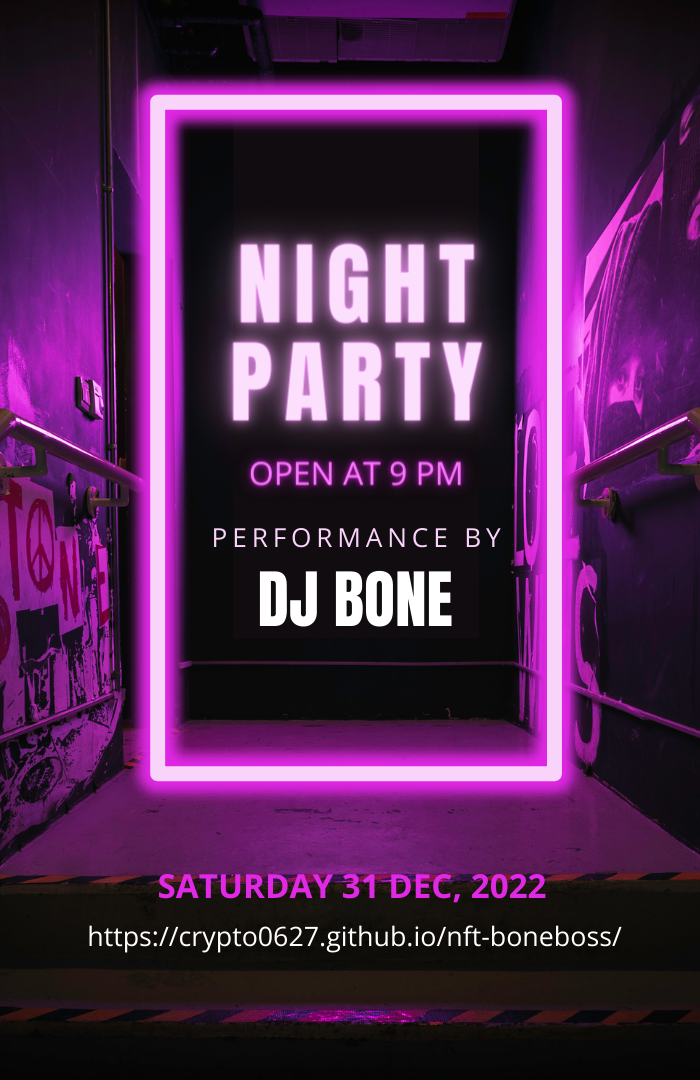 NIGHT
PARTY
OPEN AT 9 PM
PERFORMANCE BY
DJ BONE
SATURDAY 31 DEC, 2022
https://crypto0627.github.io/nft-boneboss/